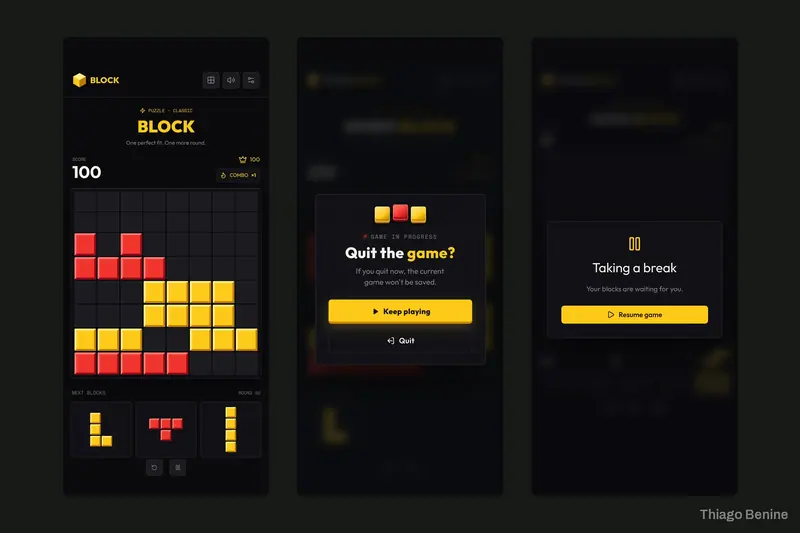 BLOCK
PUZZLE · CLASSIC
BLOCK
One perfect fit. One more round.
SCORE
100
100
COMBO ×1
NEXT BLOCKS
ROUND
GAME IN PROGRESS
Quit the game?
If you quit now, the current
game won't be saved.
Keep playing
Quit
Taking a break
Your blocks are waiting for you.
Resume game
Thiago Benine